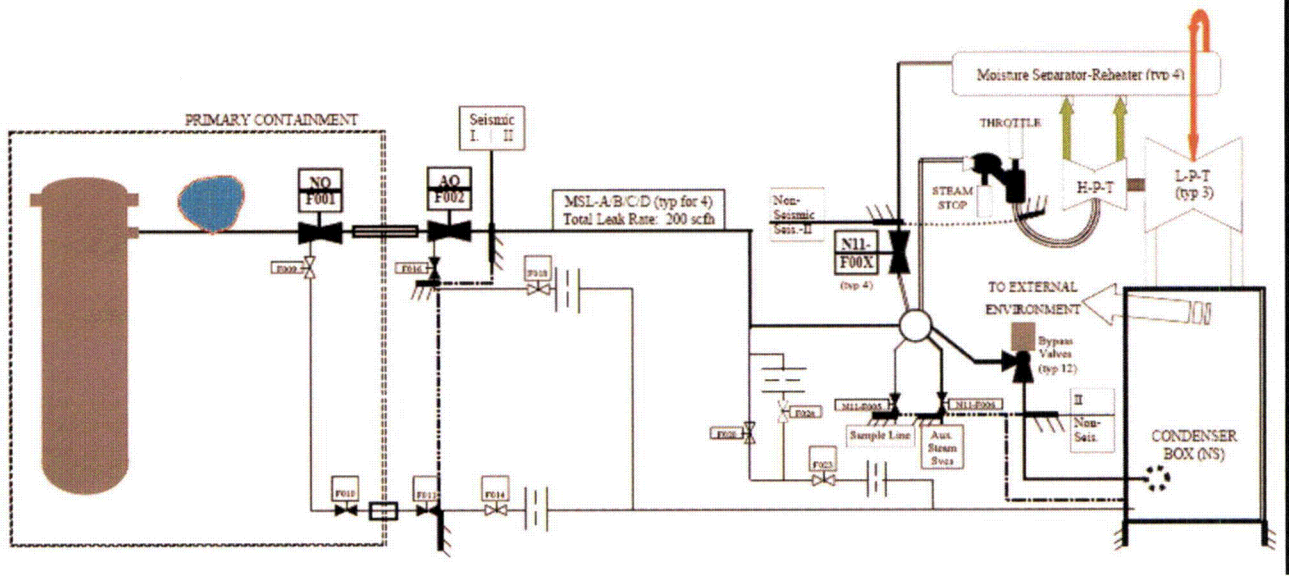 Moisture Separator-Reheater (typ 4)
PRIMARY CONTAINMENT
Seismic
I. II
THROTTLE
NO
F001
AO
F002
MSL-A/B/C/D (typ for 4)
Total Leak Rate: 200 scfh
STEAM
STOP
H-P-T
L-P-T
(typ 3)
Non-
Seismic
Seis.-II
N11-
F00X
(typ 4)
F009
F016
F018
TO EXTERNAL
ENVIRONMENT
Bypass
Valves
(typ 12)
N11-F005
N11-F006
Sample Line
Aux.
Steam
Svcs
II
Non-
Seis.
CONDENSER
BOX (NS)
F023
F010
F014